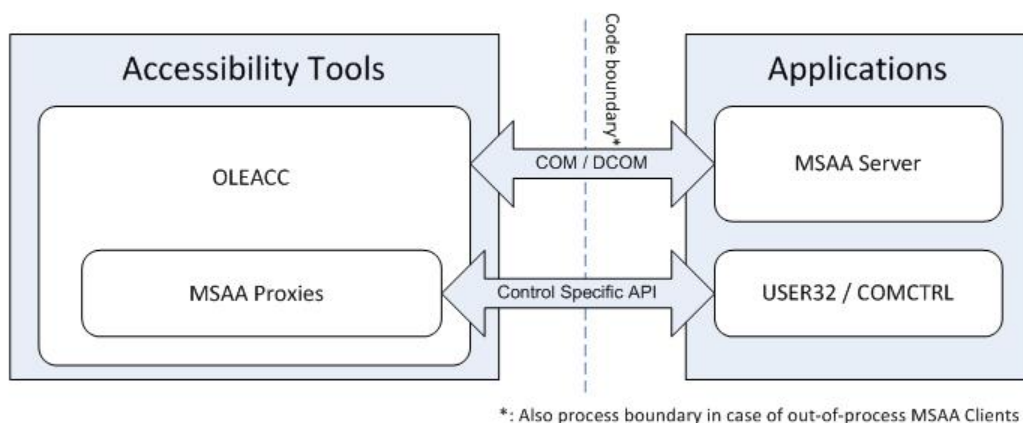 Accessibility Tools
OLEACC
MSAA Proxies
Code boundary*
COM / DCOM
Control Specific API
Applications
MSAA Server
USER32 / COMCTRL
*: Also process boundary in case of out-of-process MSAA Clients